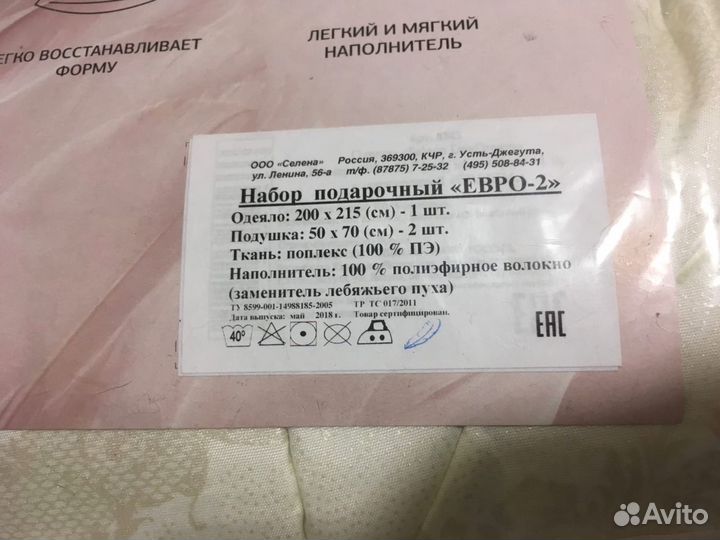 ЕГКО ВОССТАНАВЛИВАЕТ
ФОРМУ
ЛЕГКИЙ И МЯГКИЙ
НАПОЛНИТЕЛЬ
ООО «Селена» Россия, 369300, КЧР, г. Усть-Джегута,
ул. Ленина, 56-а т/ф. (87875) 7-25-32 (495) 508-84-31
Набор подарочный «ЕВРО-2»
Одеяло: 200 х 215 (см) - 1 шт.
Подушка: 50 х 70 (см) - 2 шт.
Ткань: поплекс (100 % ПЭ)
Наполнитель: 100 % полиэфирное волокно
(заменитель лебяжьего пуха)
ТУ 8599-001-14988185-2005 ТР ТС 017/2011
Дата выпуска: май 2018 г. Товар сертифицирован.
40°
ЕАС
Avito